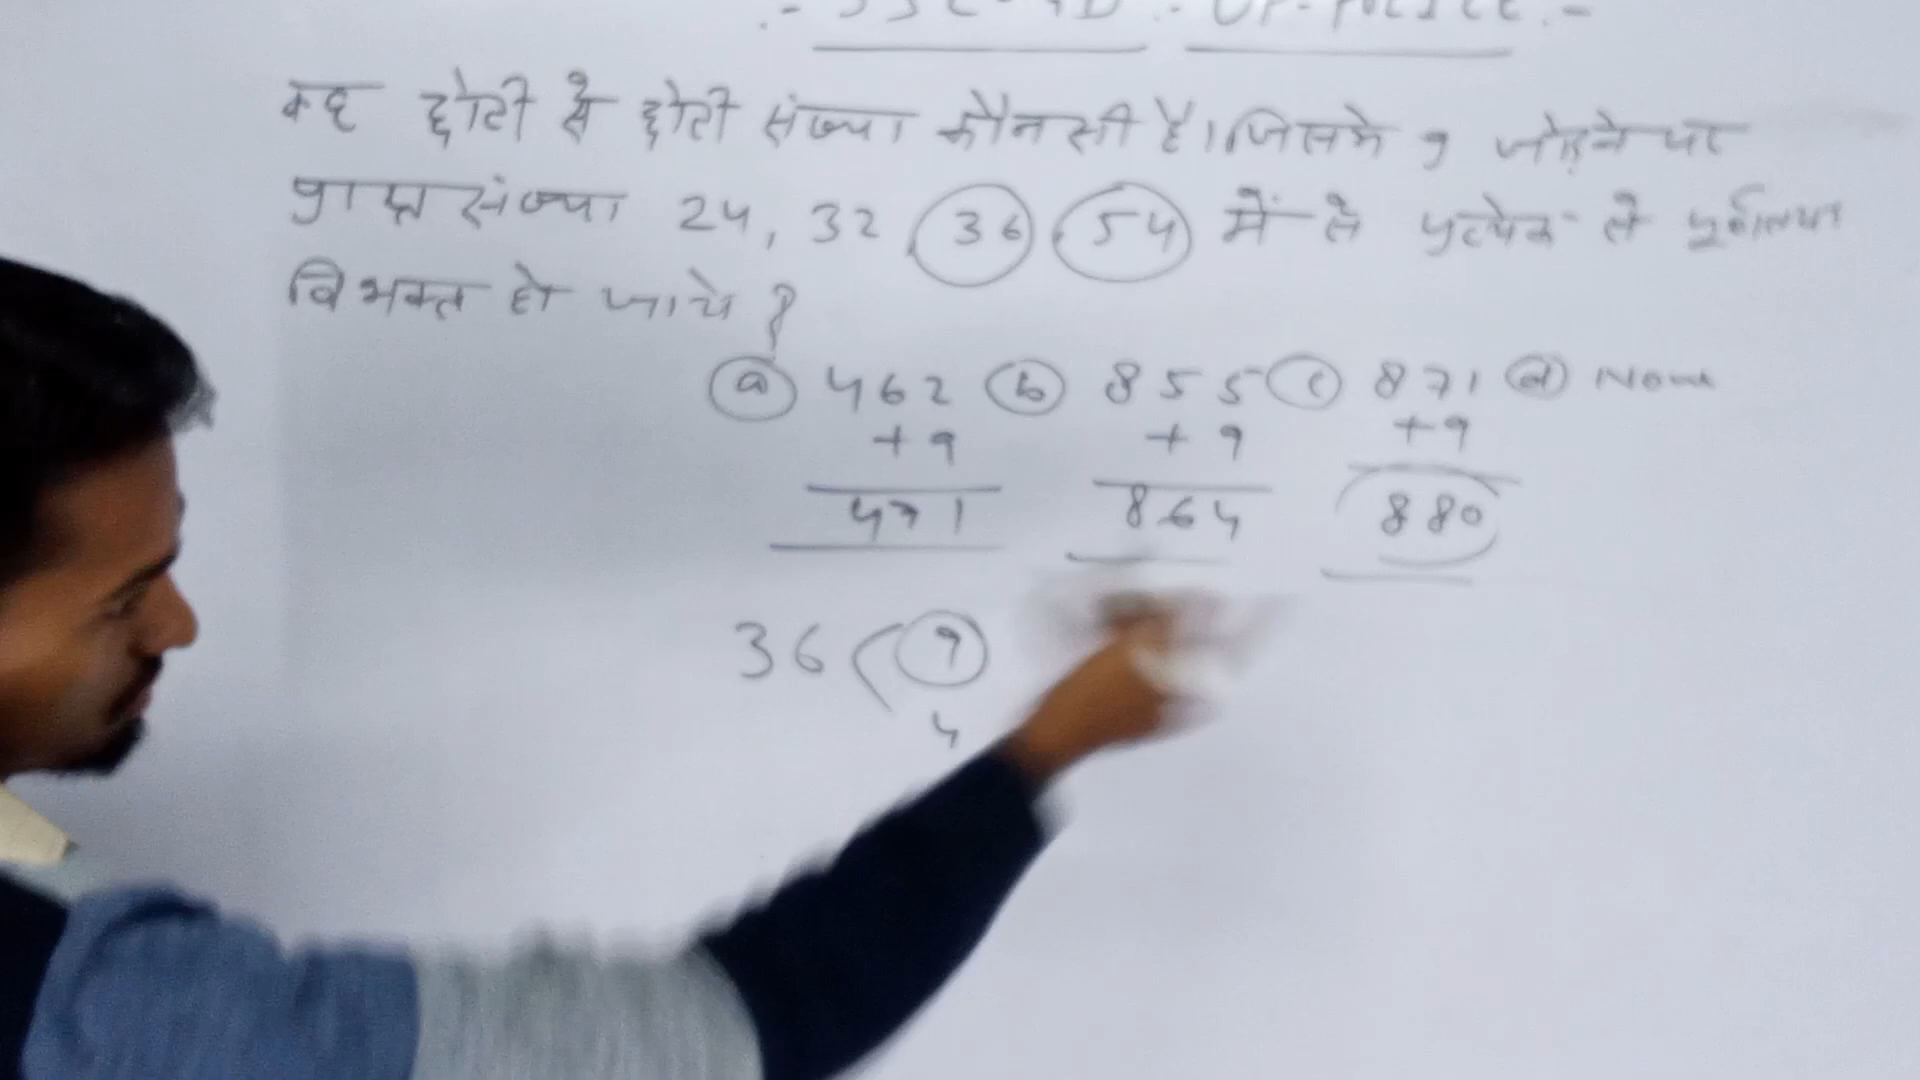 :- SSC-GD :- UP-POLICE :-
वह छोटी से छोटी संख्या कौनसी है। जिसमे 9 जोड़ने पर
प्राप्त संख्या 24, 32, 36, 54 में से प्रत्येक से पूर्णतया
विभक्त हो जाये ?
(a) 462 (b) 855 (c) 871 (d) None
+9 +9 +9
471 864 880
36 9
4